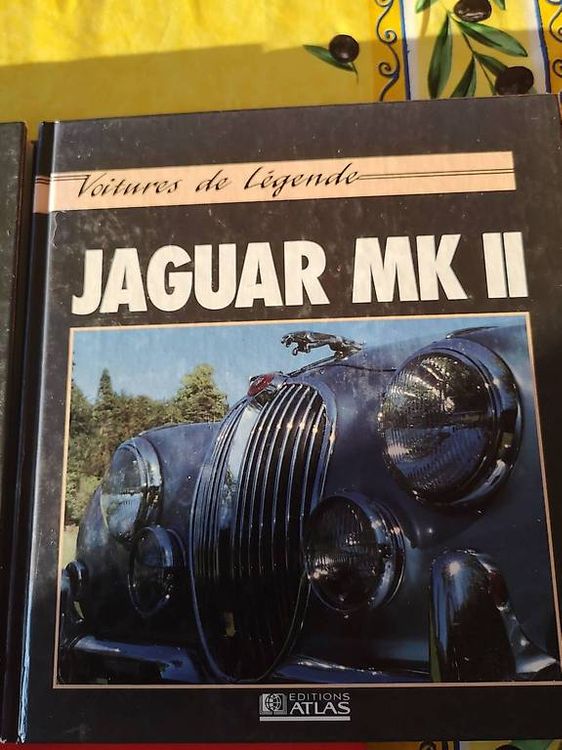 Voitures de Légende
JAGUAR MK II
EDITIONS
ATLAS